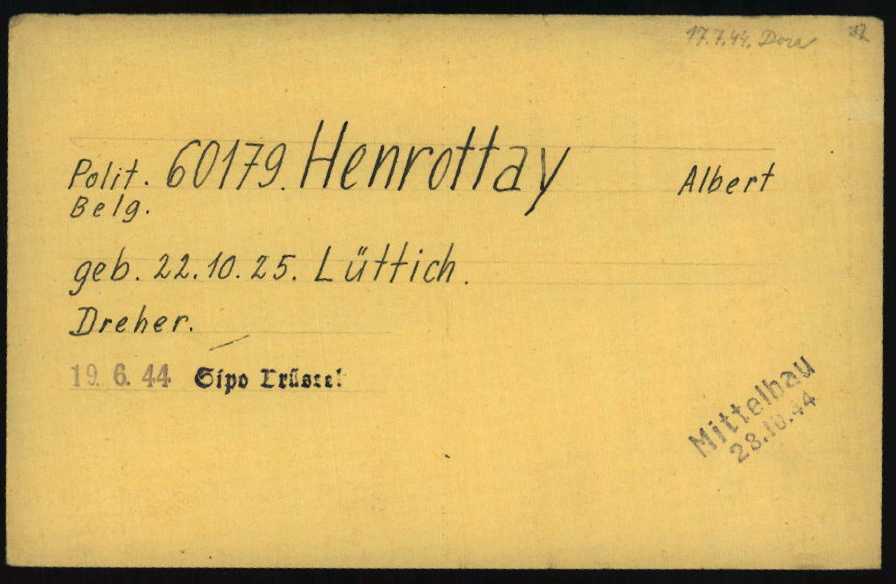 17.7.44. Dora
Polit. 60179. Henrottay Albert
Belg.
geb. 22.10.25. Lüttich.
Dreher.
19. 6. 44 Sipo Brüssel
Mittelbau
28.10.44